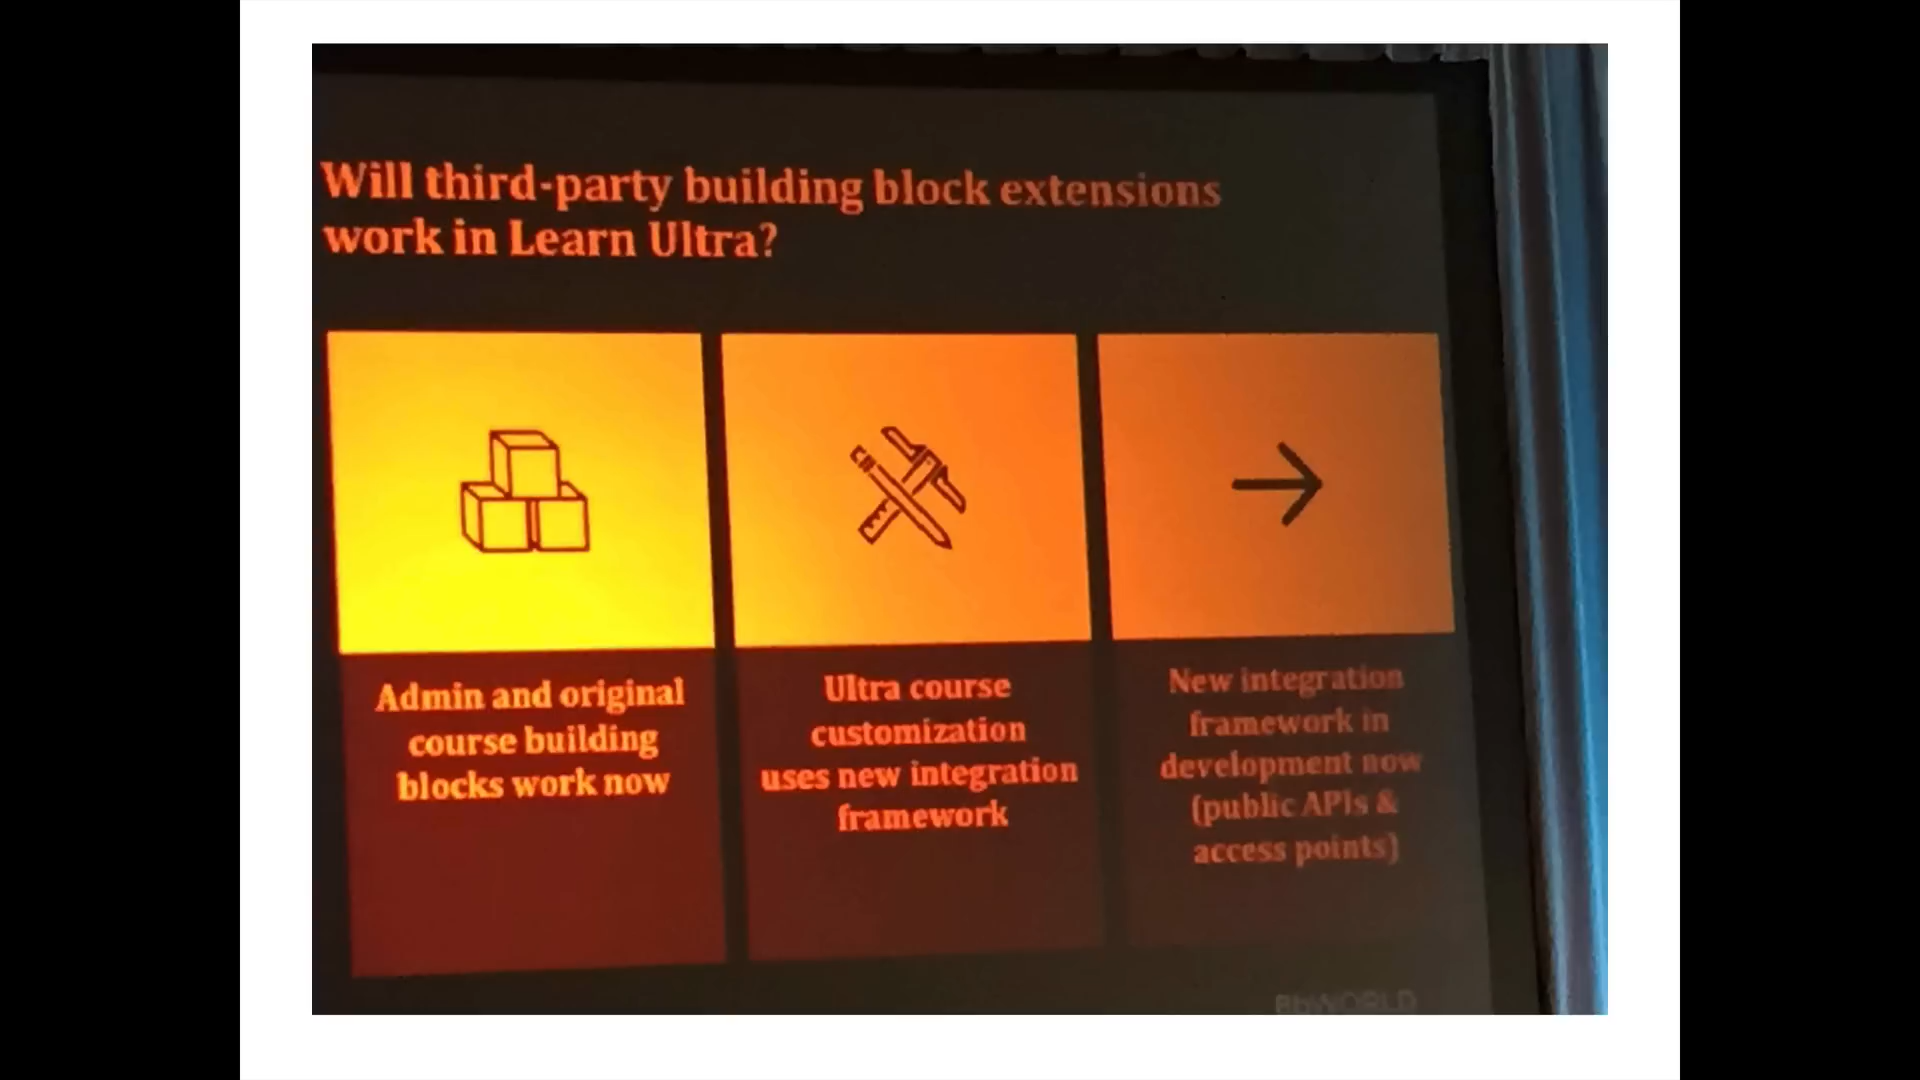 Will third-party building block extensions
work in Learn Ultra?
Admin and original
course building
blocks work now
Ultra course
customization
uses new integration
framework
New integration
framework in
development now
(public APIs &
access points)
BbWORLD